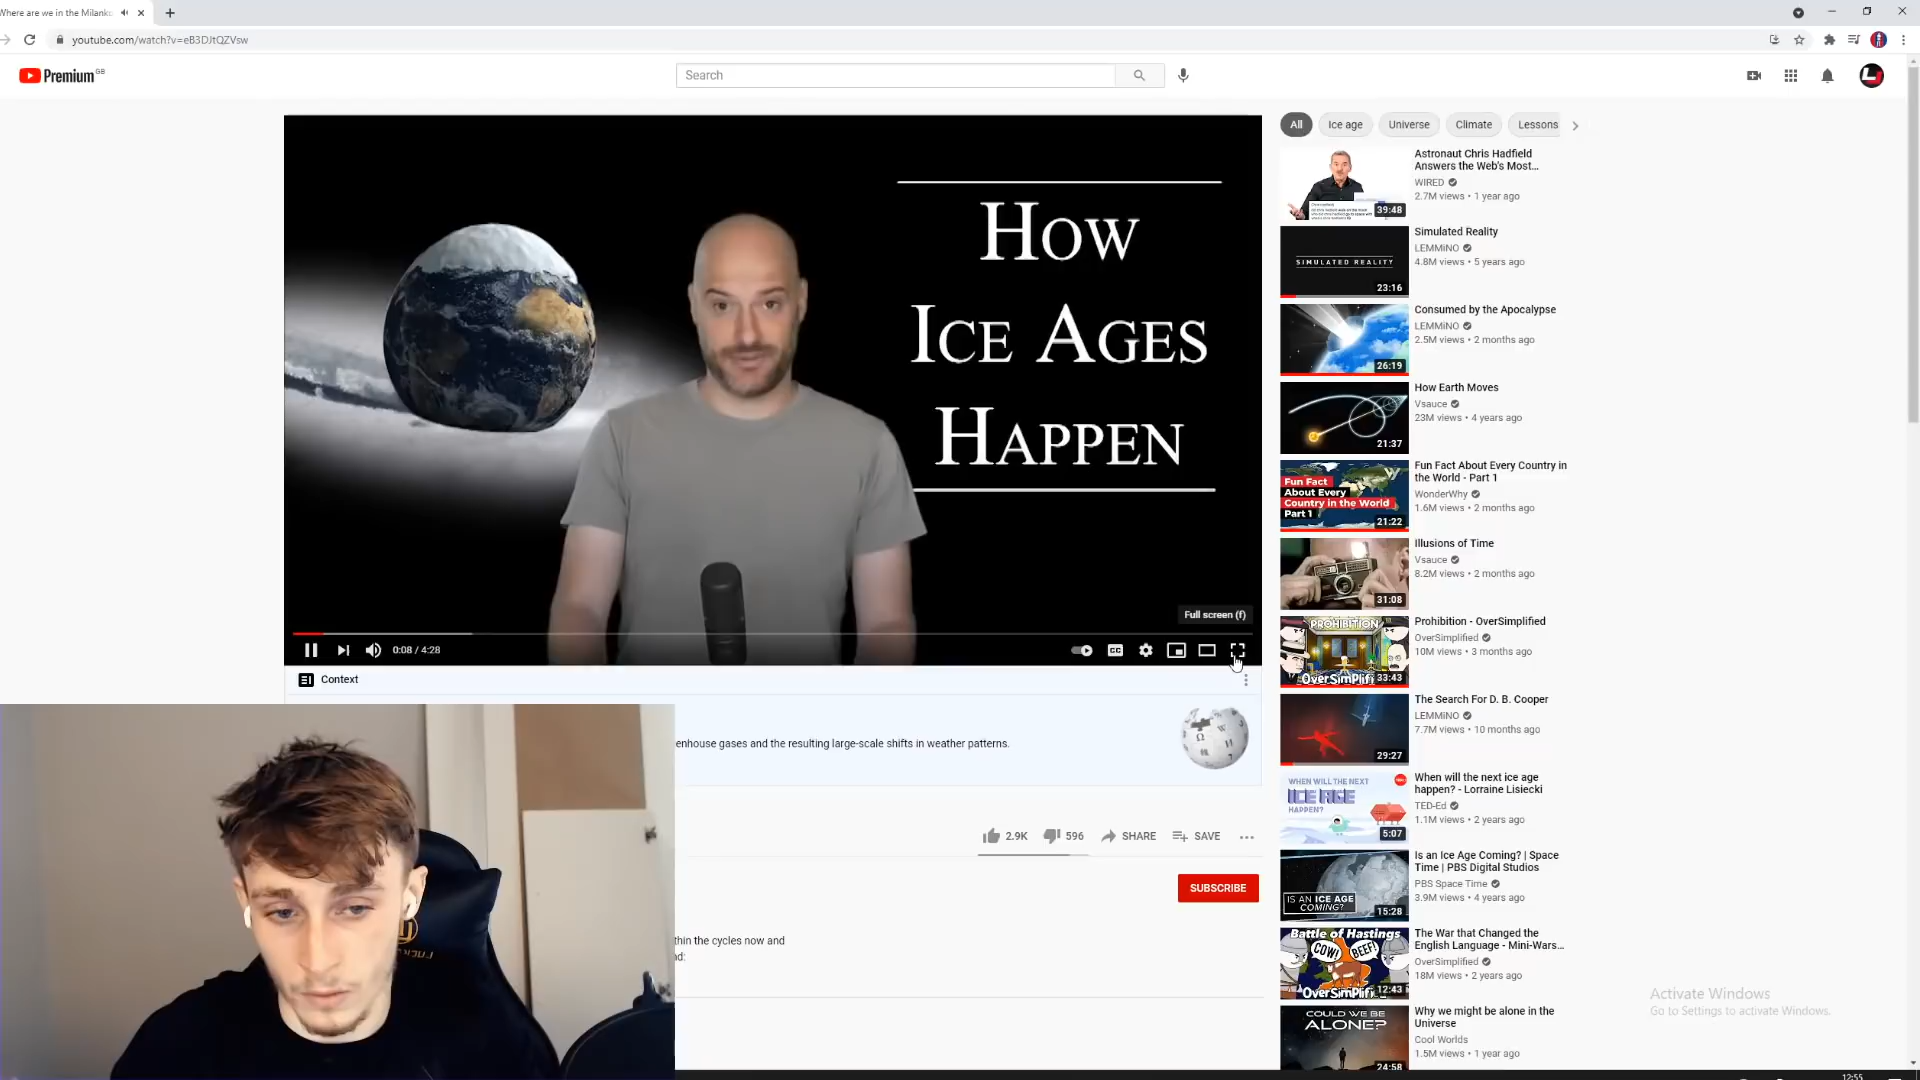 Where are we in the Milanko
youtube.com/watch?v=eB3DJtQZVsw
Premium GB
Search
How
Ice Ages
Happen
Full screen (f)
0:08 / 4:28
CC
Context
enhouse gases and the resulting large-scale shifts in weather patterns.
2.9K
596
SHARE
SAVE
SUBSCRIBE
thin the cycles now and
d:
All
Ice age
Universe
Climate
Lessons
Astronaut Chris Hadfield
Answers the Web's Most...
WIRED
2.7M views • 1 year ago
39:48
Simulated Reality
LEMMiNO
4.8M views • 5 years ago
SIMULATED REALITY
23:16
Consumed by the Apocalypse
LEMMiNO
2.5M views • 2 months ago
26:19
How Earth Moves
Vsauce
23M views • 4 years ago
21:37
Fun Fact About Every Country in
the World - Part 1
WonderWhy
1.6M views • 2 months ago
Fun Fact
About Every
Country in the World
Part 1
21:22
Illusions of Time
Vsauce
8.2M views • 2 months ago
31:08
Prohibition - OverSimplified
OverSimplified
10M views • 3 months ago
PROHIBITION
OverSimplifi
33:43
The Search For D. B. Cooper
LEMMiNO
7.7M views • 10 months ago
29:27
When will the next ice age
happen? - Lorraine Lisiecki
TED-Ed
1.1M views • 2 years ago
WHEN WILL THE NEXT
ICE AGE
HAPPEN?
5:07
Is an Ice Age Coming? | Space
Time | PBS Digital Studios
PBS Space Time
3.9M views • 4 years ago
IS AN ICE AGE
COMING?
15:28
The War that Changed the
English Language - Mini-Wars...
OverSimplified
18M views • 2 years ago
Battle of Hastings
COW!
BEEF!
OverSimplifi
12:43
Why we might be alone in the
Universe
Cool Worlds
1.5M views • 1 year ago
COULD WE BE
ALONE?
24:58
Activate Windows
Go to Settings to activate Windows.
12:55